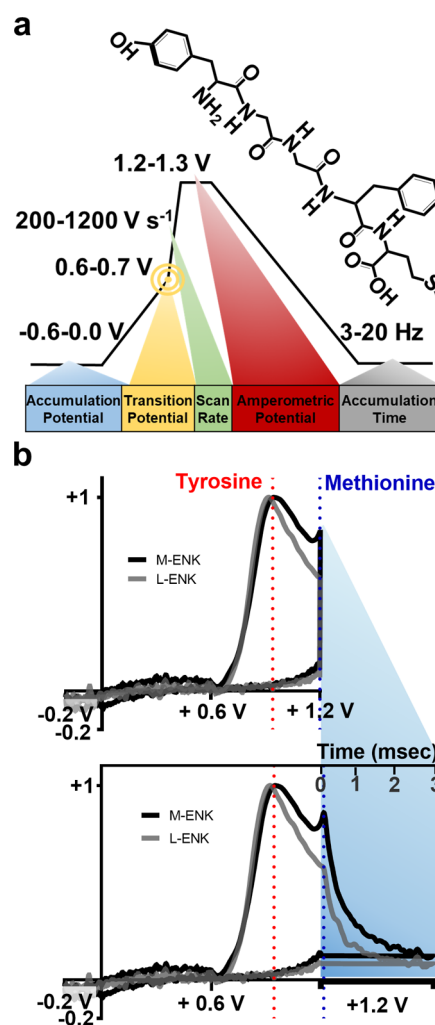 a
OH
O
NH2
N
H
O
H
N
O
N
H
O
H
N
O
OH
S
1.2-1.3 V
200-1200 V s-1
0.6-0.7 V
-0.6-0.0 V
3-20 Hz
Accumulation Potential
Transition Potential
Scan Rate
Amperometric Potential
Accumulation Time
b
Tyrosine
Methionine
+1
M-ENK
L-ENK
-0.2 V
+ 0.6 V
+ 1.2 V
-0.2
Time (msec)
0 1 2 3
+1
M-ENK
L-ENK
-0.2 V
+ 0.6 V
+1.2 V
-0.2